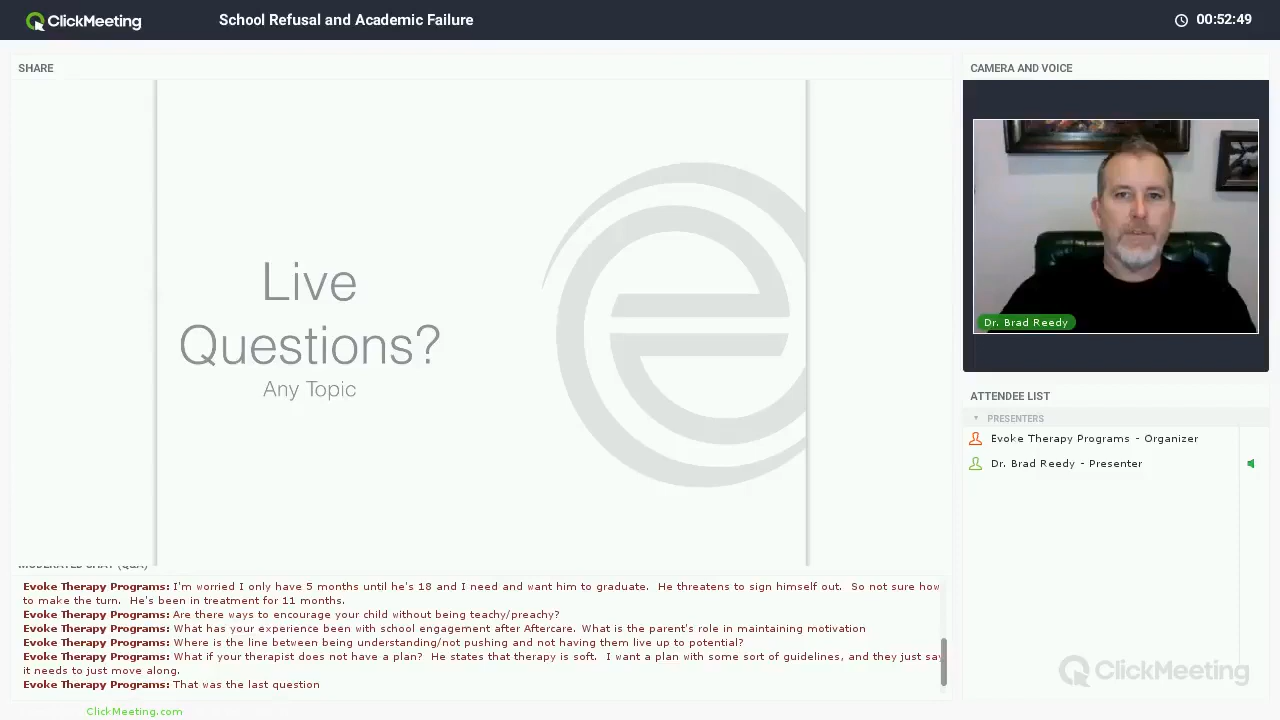 ClickMeeting
School Refusal and Academic Failure
00:52:49
SHARE
CAMERA AND VOICE
Live
Questions?
Any Topic
Dr. Brad Reedy
ATTENDEE LIST
PRESENTERS
Evoke Therapy Programs - Organizer
Dr. Brad Reedy - Presenter
MODERATED CHAT (Q&A)
Evoke Therapy Programs: I'm worried I only have 5 months until he's 18 and I need and want him to graduate. He threatens to sign himself out. So not sure how
to make the turn. He's been in treatment for 11 months.
Evoke Therapy Programs: Are there ways to encourage your child without being teachy/preachy?
Evoke Therapy Programs: What has your experience been with school engagement after Aftercare. What is the parent's role in maintaining motivation
Evoke Therapy Programs: Where is the line between being understanding/not pushing and not having them live up to potential?
Evoke Therapy Programs: What if your therapist does not have a plan? He states that therapy is soft. I want a plan with some sort of guidelines, and they just say
it needs to just move along.
Evoke Therapy Programs: That was the last question
ClickMeeting
ClickMeeting.com